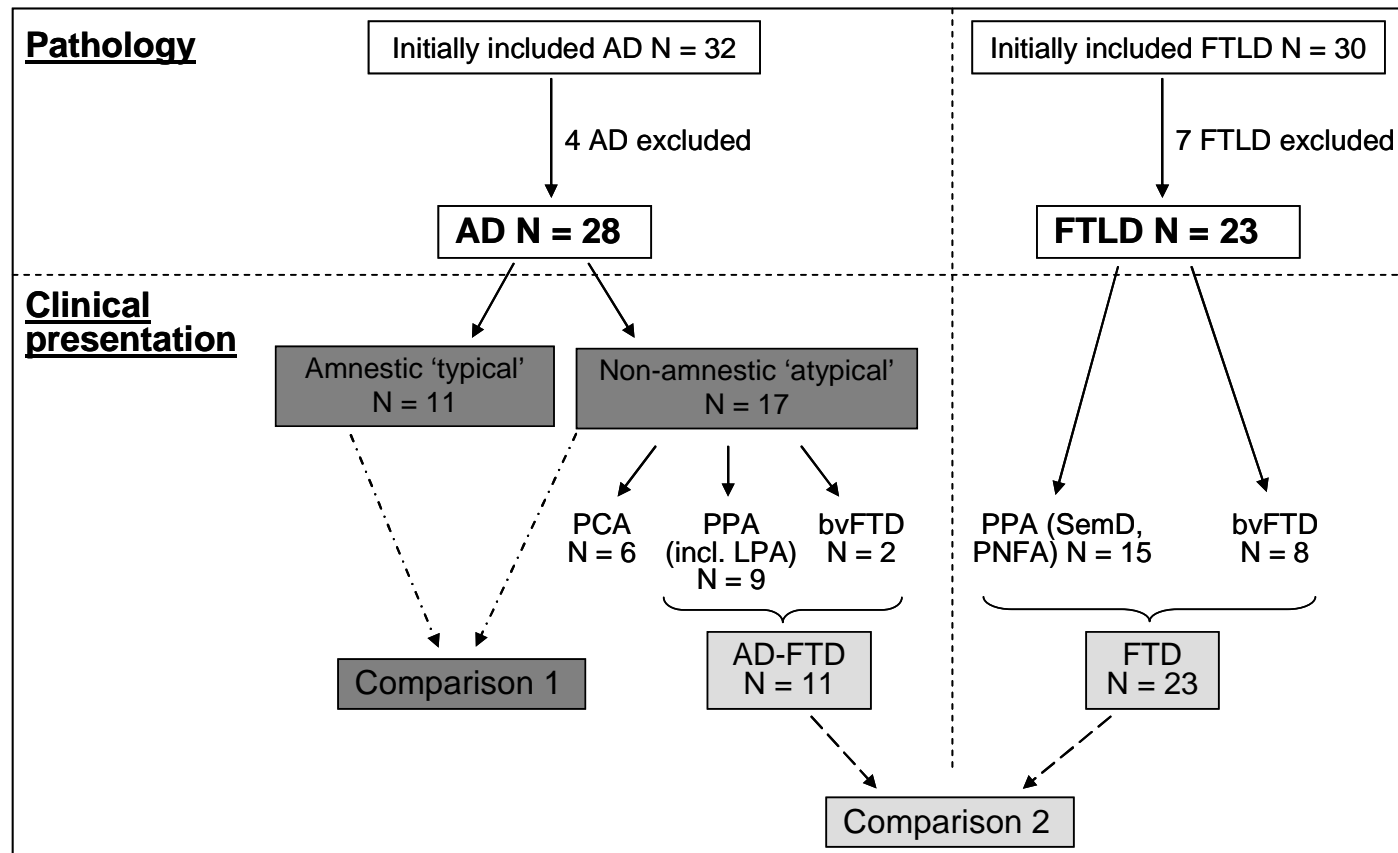 Pathology
Initially included AD N = 32
Initially included FTLD N = 30
4 AD excluded
7 FTLD excluded
AD N = 28
FTLD N = 23
Clinical
presentation
Amnestic ‘typical’
N = 11
Non-amnestic ‘atypical’
N = 17
PCA
N = 6
PPA
(incl. LPA)
N = 9
bvFTD
N = 2
PPA (SemD,
PNFA) N = 15
bvFTD
N = 8
AD-FTD
N = 11
FTD
N = 23
Comparison 1
Comparison 2